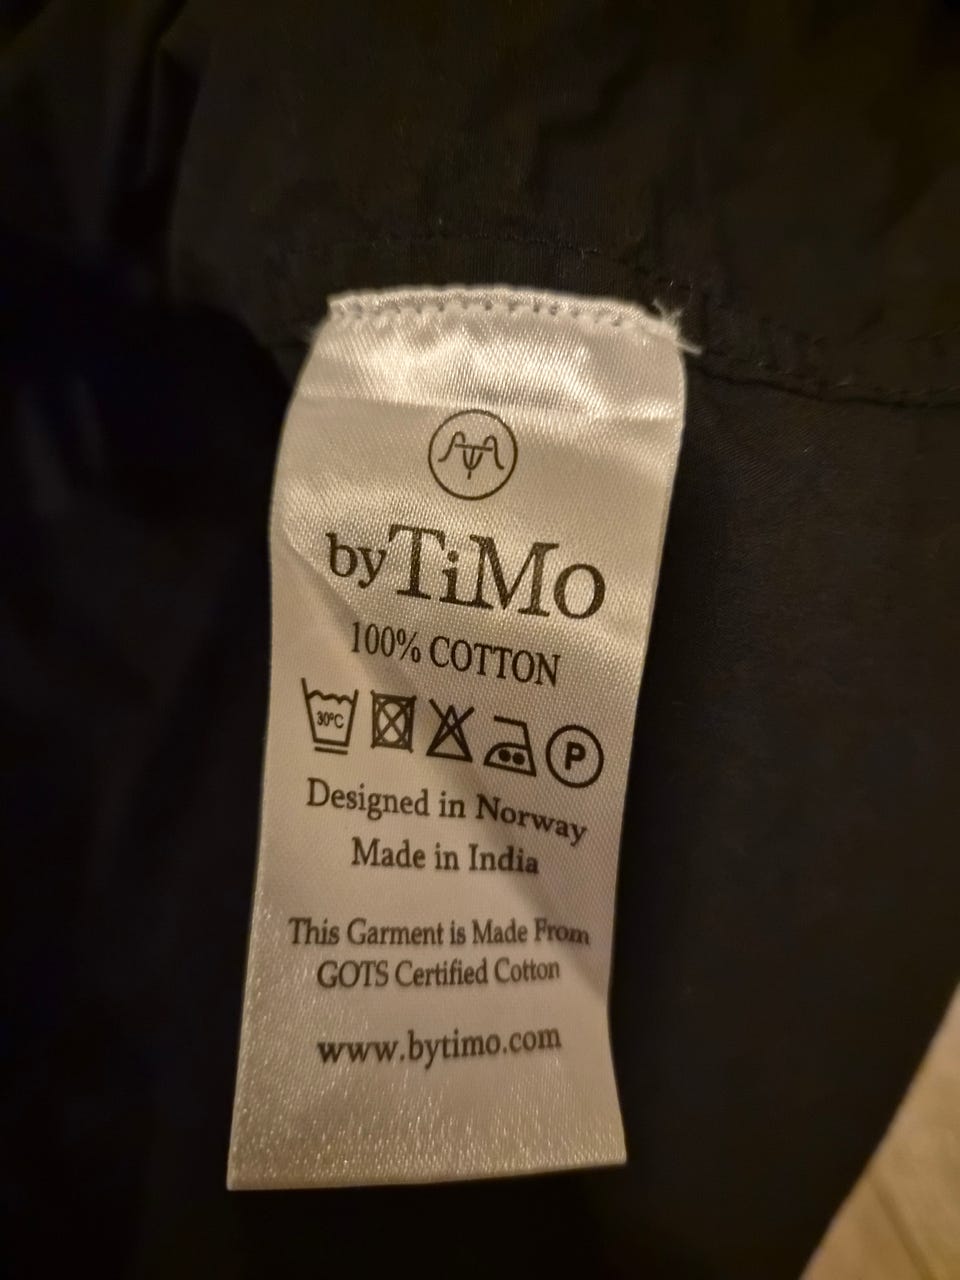 byTiMo
100% COTTON
30°C
P
Designed in Norway
Made in India
This Garment is Made From
GOTS Certified Cotton
www.bytimo.com